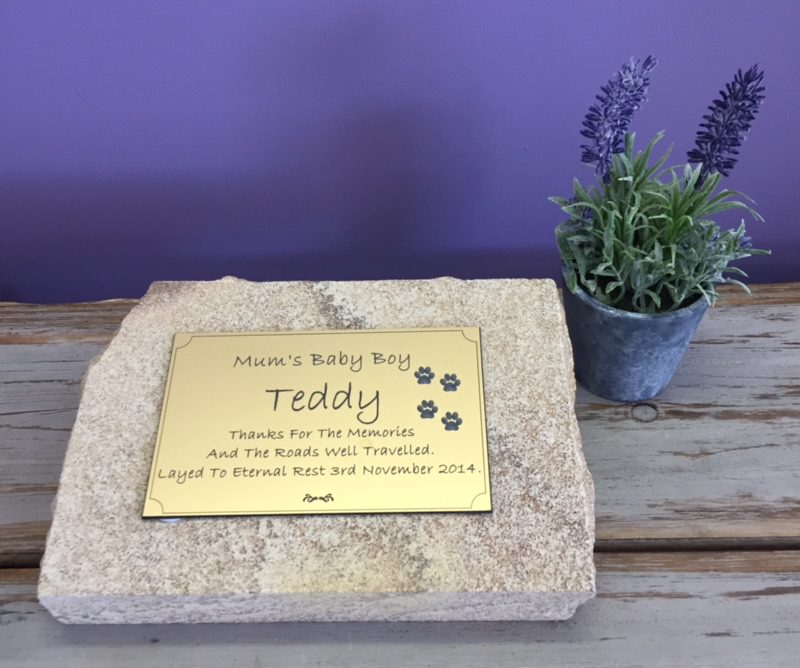 Mum's Baby Boy
Teddy
Thanks For The Memories
And The Roads Well Travelled.
Layed To Eternal Rest 3rd November 2014.